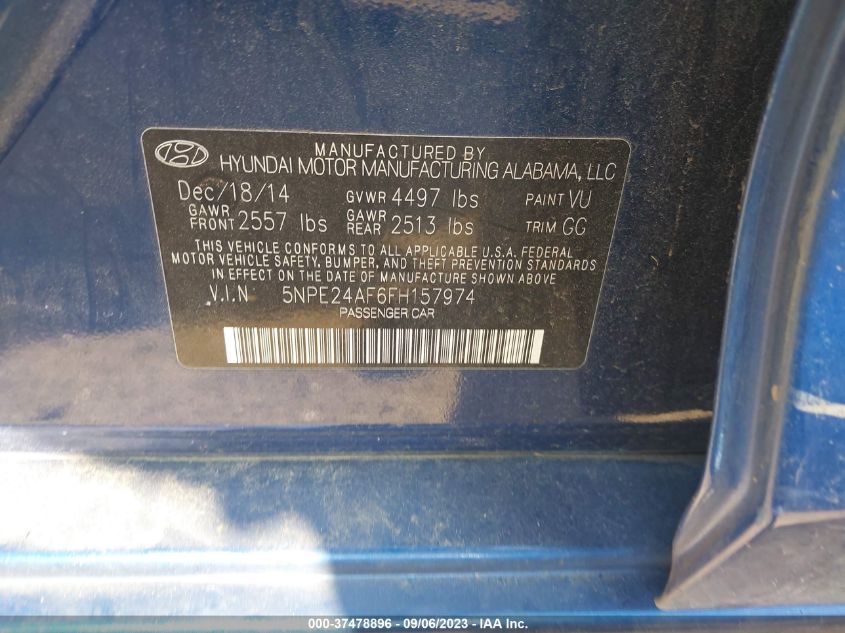 MANUFACTURED BY
HYUNDAI MOTOR MANUFACTURING ALABAMA, LLC
Dec/18/14 GVWR 4497 lbs PAINT VU
GAWR FRONT 2557 lbs GAWR REAR 2513 lbs TRIM GG
THIS VEHICLE CONFORMS TO ALL APPLICABLE U.S.A. FEDERAL
MOTOR VEHICLE SAFETY, BUMPER, AND THEFT PREVENTION STANDARDS
IN EFFECT ON THE DATE OF MANUFACTURE SHOWN ABOVE
V.I.N 5NPE24AF6FH157974
PASSENGER CAR
000-37478896 - 09/06/2023 - © IAA Inc.